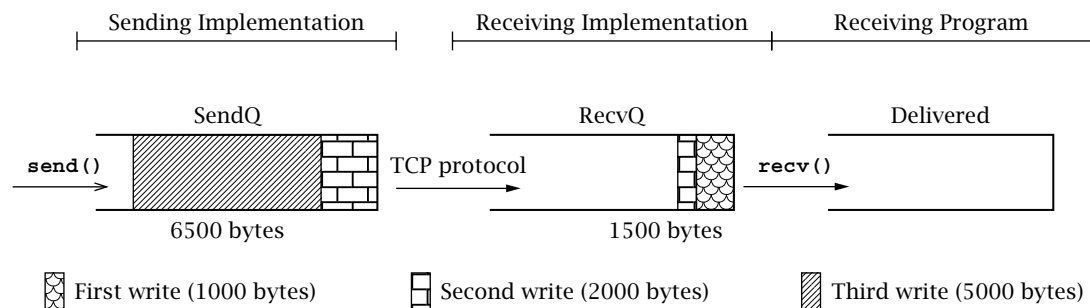 Sending Implementation
Receiving Implementation
Receiving Program
SendQ
RecvQ
Delivered
send()
TCP protocol
recv()
6500 bytes
1500 bytes
First write (1000 bytes)
Second write (2000 bytes)
Third write (5000 bytes)